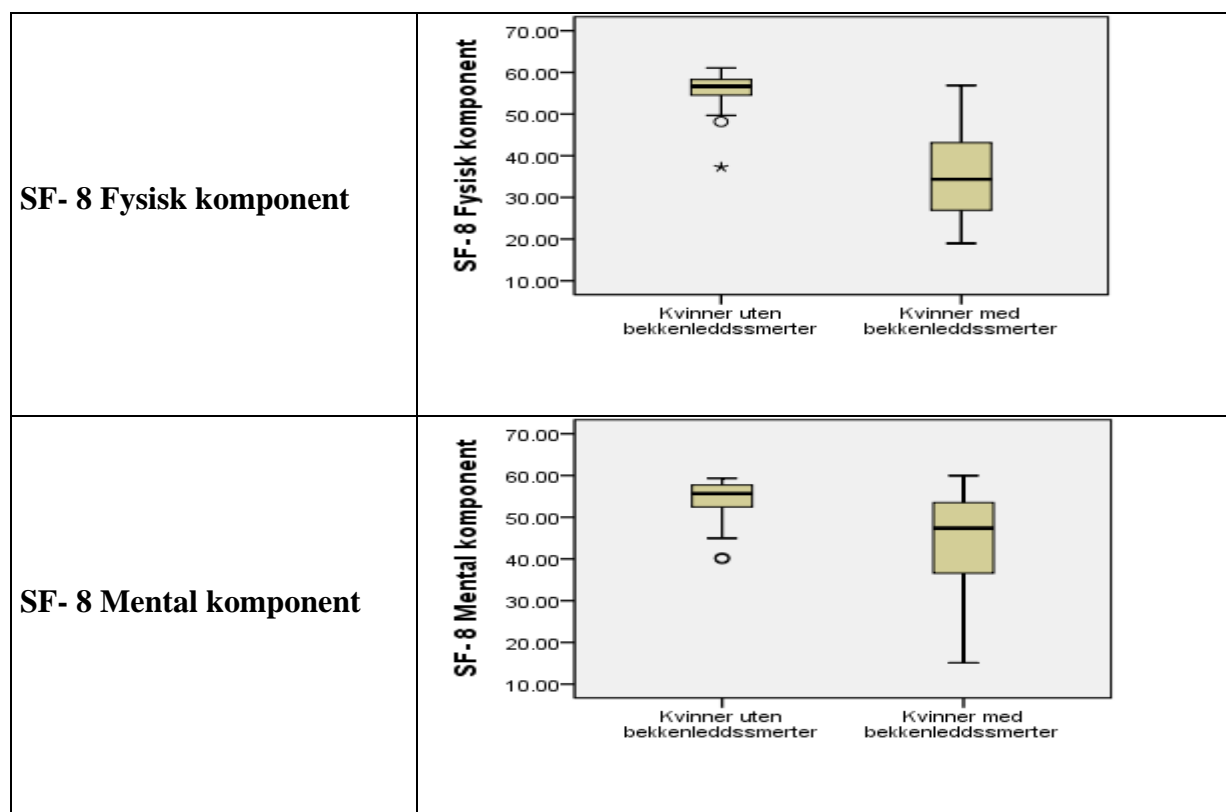 SF- 8 Fysisk komponent
SF- 8 Fysisk komponent
70.00
60.00
50.00
40.00
30.00
20.00
10.00
Kvinner uten
bekkenleddssmerter
Kvinner med
bekkenleddssmerter
SF- 8 Mental komponent
SF- 8 Mental komponent
70.00
60.00
50.00
40.00
30.00
20.00
10.00
Kvinner uten
bekkenleddssmerter
Kvinner med
bekkenleddssmerter